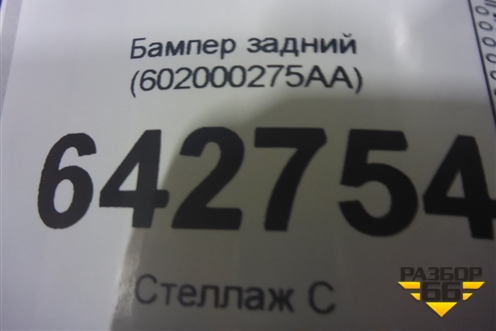 Бампер задний
(602000275AA)
642754
Стеллаж С
РАЗБОР
66